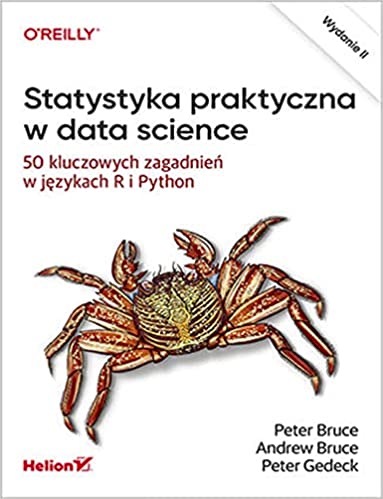 O'REILLY®
Wydanie II
Statystyka praktyczna
w data science
50 kluczowych zagadnień
w językach R i Python
Peter Bruce
Andrew Bruce
Peter Gedeck
Helion